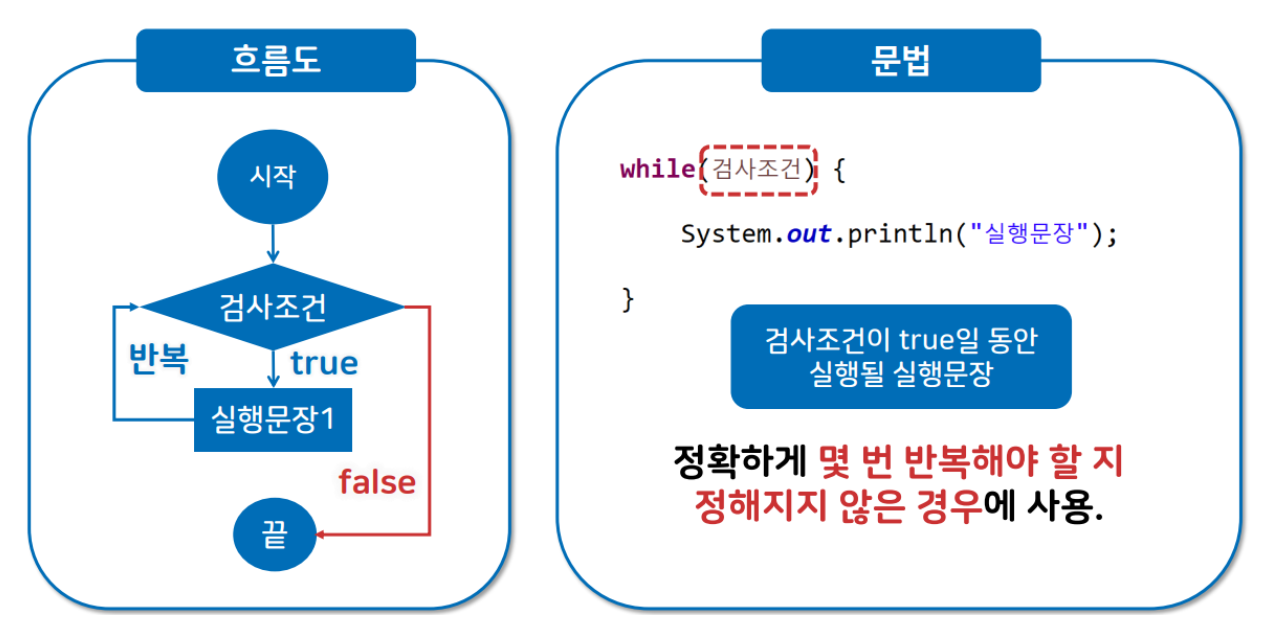 흐름도
시작
검사조건
반복
true
실행문장1
false
끝
문법
while(검사조건) {
System.out.println("실행문장");
}
검사조건이 true일 동안
실행될 실행문장
정확하게 몇 번 반복해야 할 지
정해지지 않은 경우에 사용.